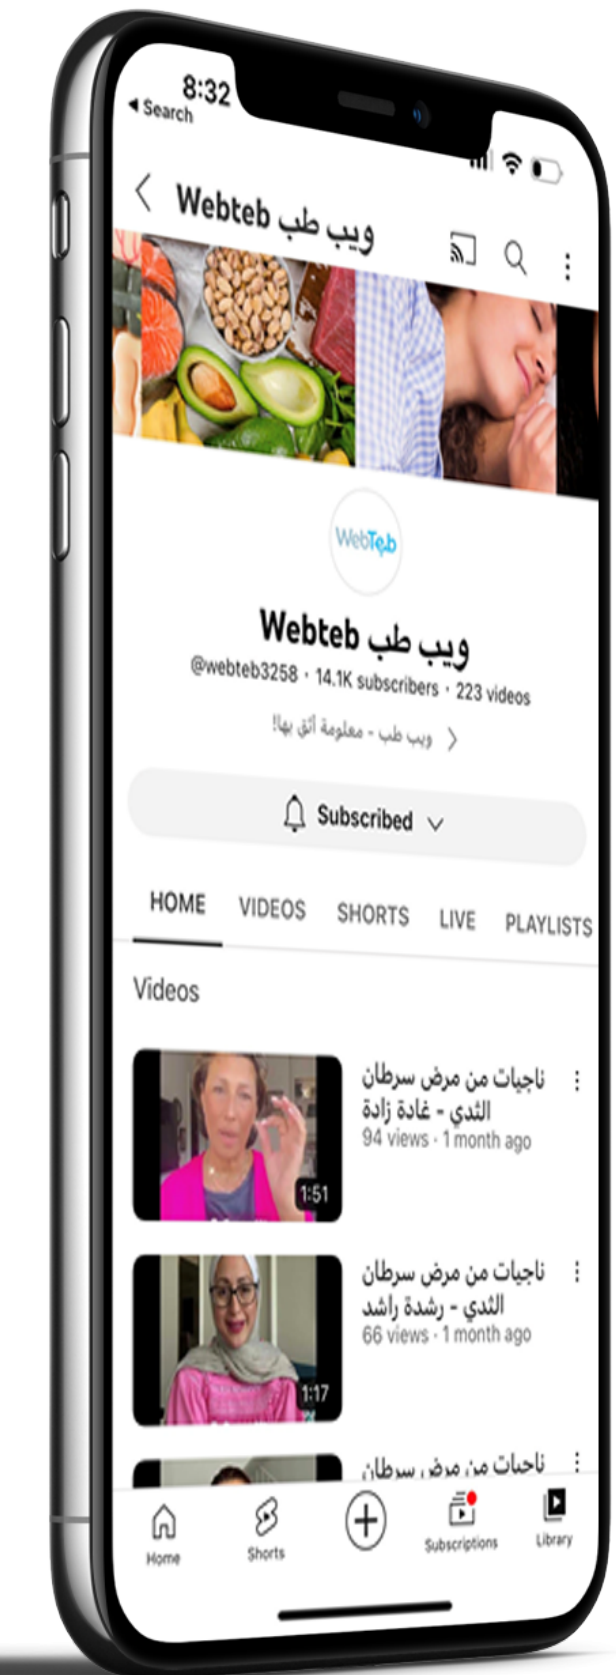 8:32
Search
Webteb ويب طب
WebTeb
Webteb ويب طب
@webteb3258 · 14.1K subscribers · 223 videos
ويب طب - معلومة أثق بها!
Subscribed
HOME VIDEOS SHORTS LIVE PLAYLISTS
Videos
ناجيات من مرض سرطان
الثدي - غادة زادة
94 views · 1 month ago
1:51
ناجيات من مرض سرطان
الثدي - رشدة راشد
66 views · 1 month ago
1:17
ناجيات من مرض سرطان
Home Shorts Subscriptions Library